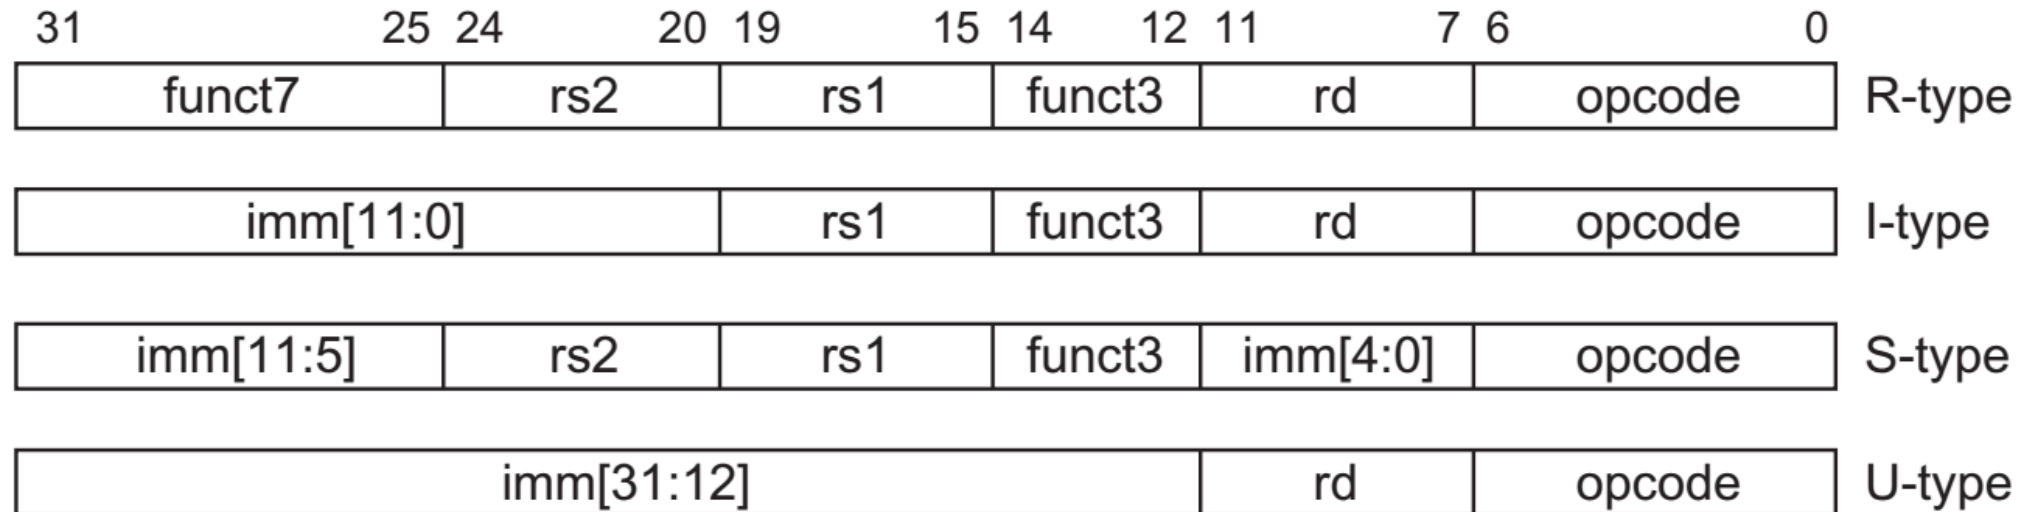 31 25 24 20 19 15 14 12 11 7 6 0
funct7 rs2 rs1 funct3 rd opcode R-type
imm[11:0] rs1 funct3 rd opcode I-type
imm[11:5] rs2 rs1 funct3 imm[4:0] opcode S-type
imm[31:12] rd opcode U-type